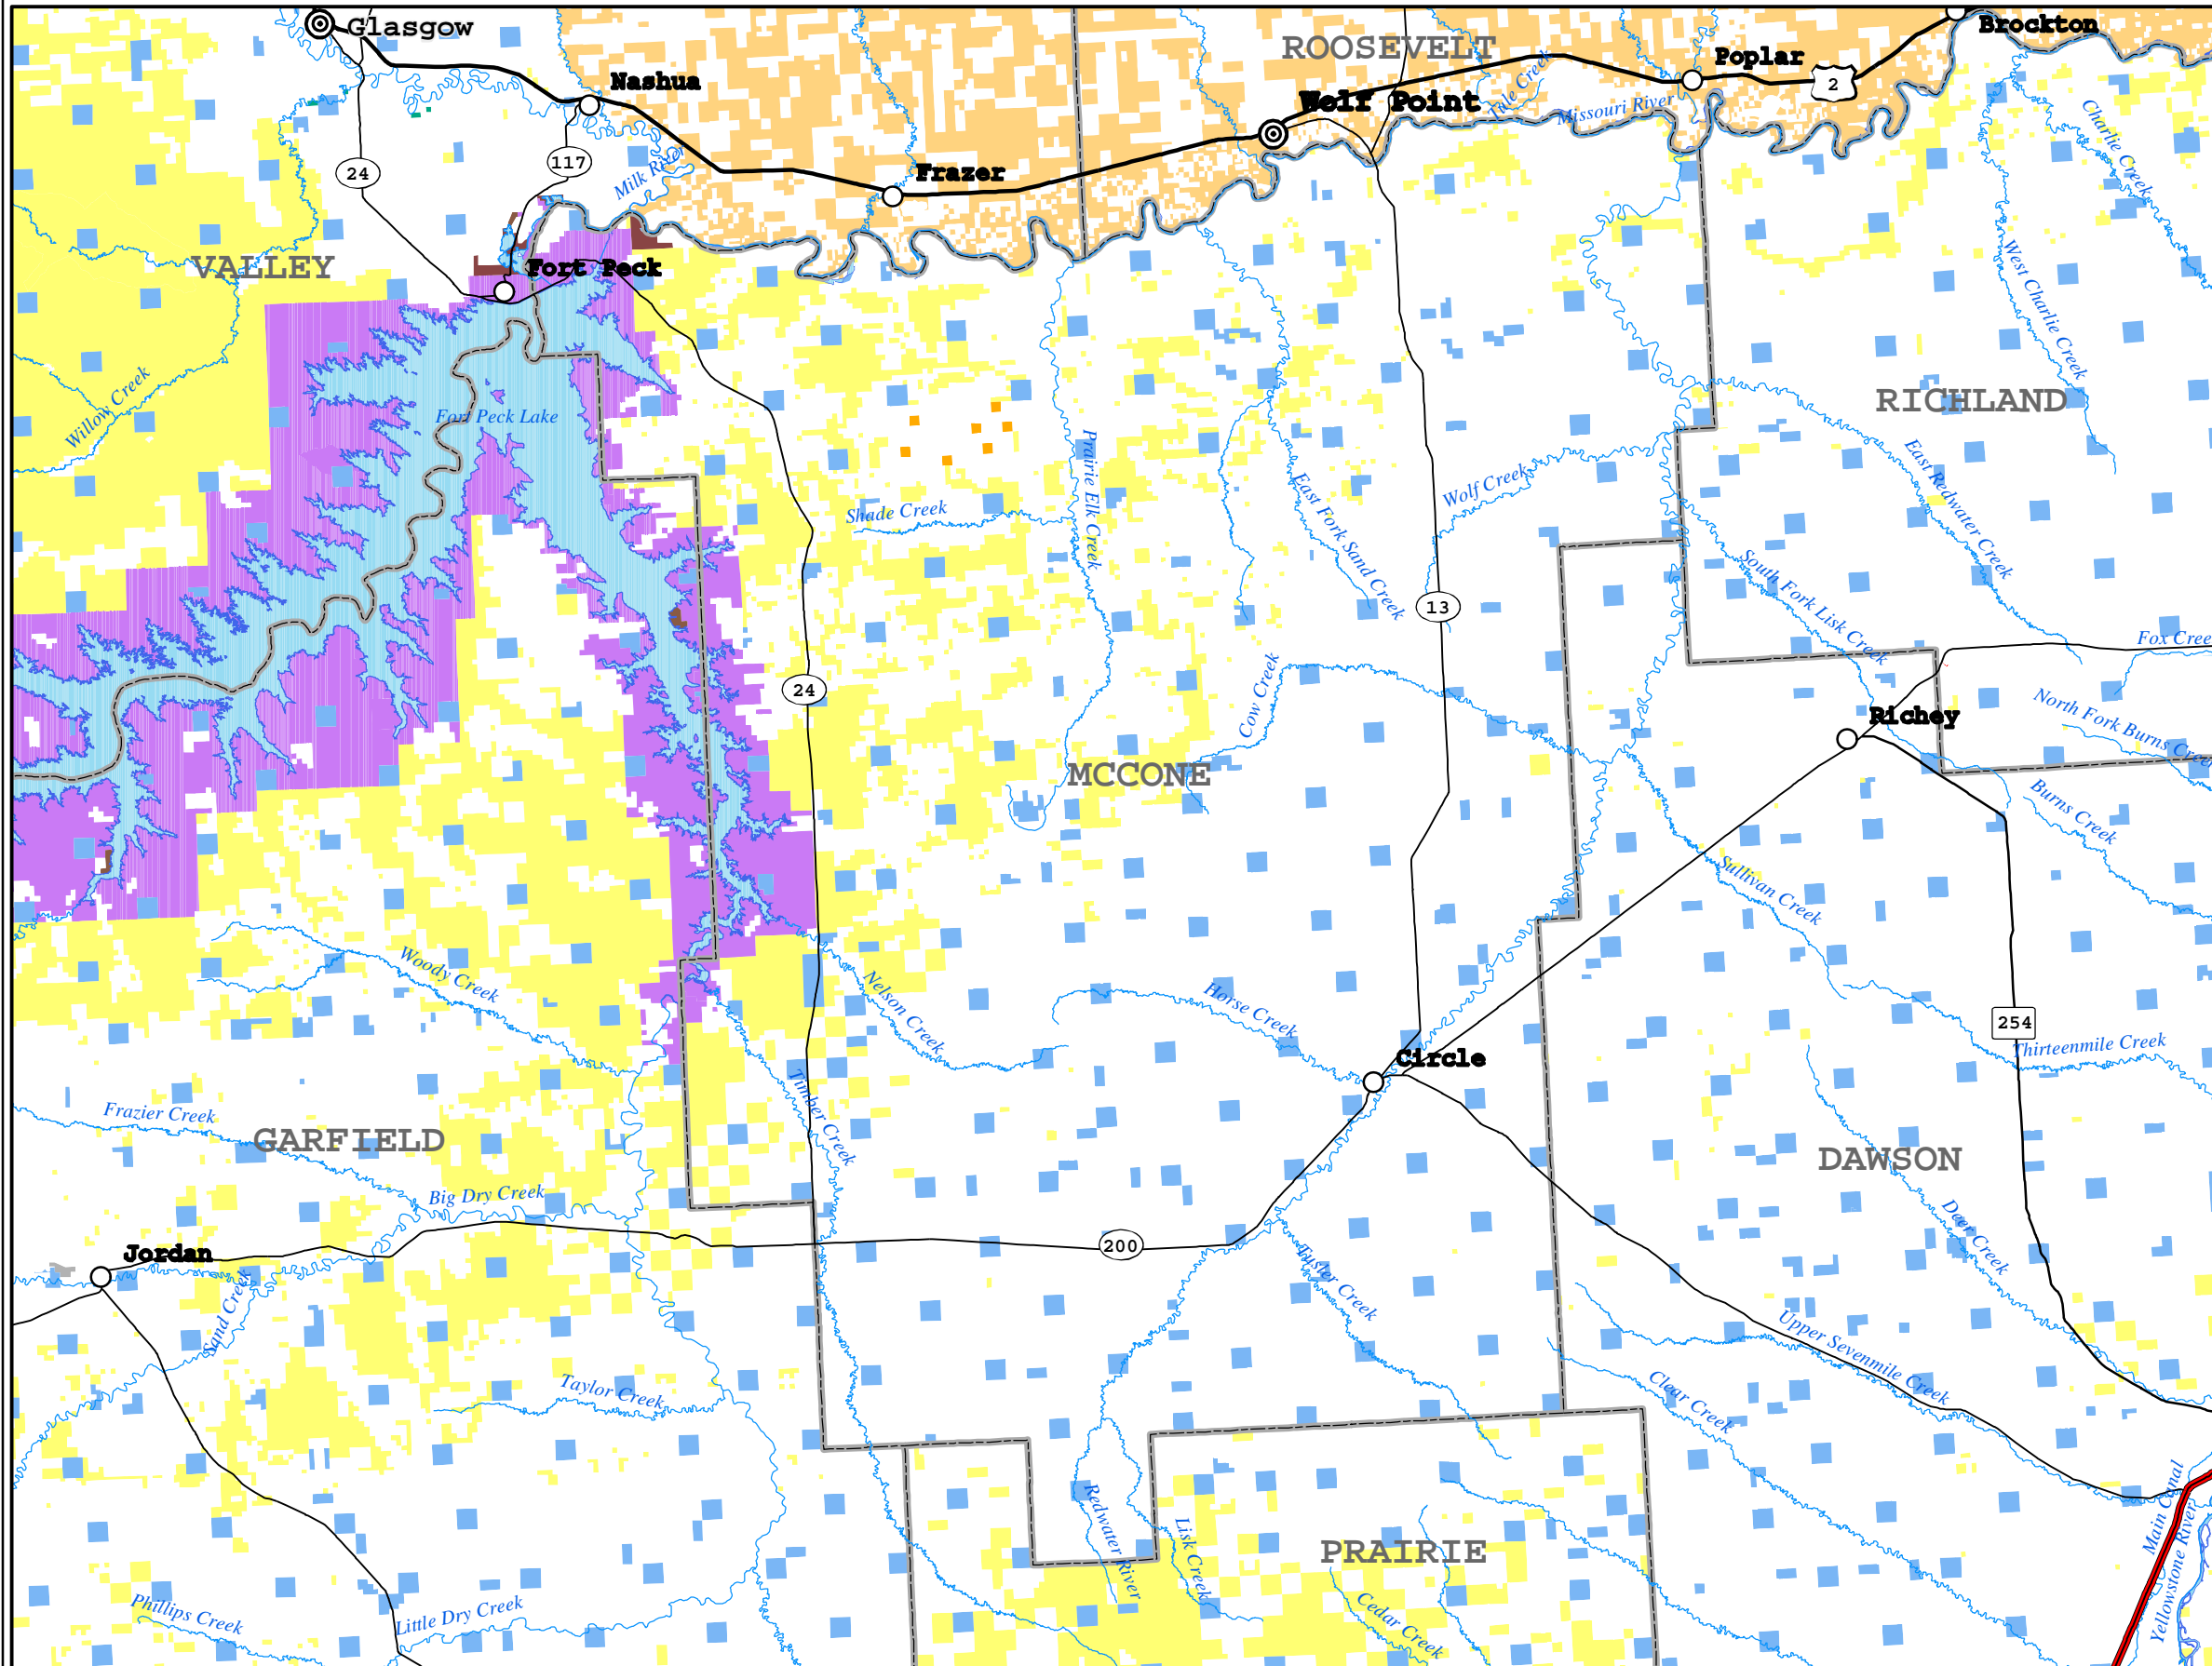 Glasgow
Brockton
ROOSEVELT
Poplar
2
Nashua
Wolf Point
Missouri River
Charlie Creek
24
117
Milk River
Frazer
VALLEY
Fort Peck
West Charlie Creek
Willow Creek
Fort Peck Lake
RICHLAND
Prairie Elk Creek
East Fork Sand Creek
Wolf Creek
East Redwater Creek
Shade Creek
South Fork Lisk Creek
13
Fox Cree
24
Cow Creek
North Fork Burns Creek
Richey
MCCONE
Burns Creek
Sullivan Creek
Woody Creek
Nelson Creek
Horse Creek
254
Thirteenmile Creek
Circle
Timber Creek
Frazier Creek
GARFIELD
DAWSON
Big Dry Creek
Deer Creek
200
Jordan
Sand Creek
Tusler Creek
Upper Sevenmile Creek
Taylor Creek
Clear Creek
Redwater River
Lisk Creek
Main Canal
Yellowstone River
PRAIRIE
Phillips Creek
Little Dry Creek
Cedar Creek